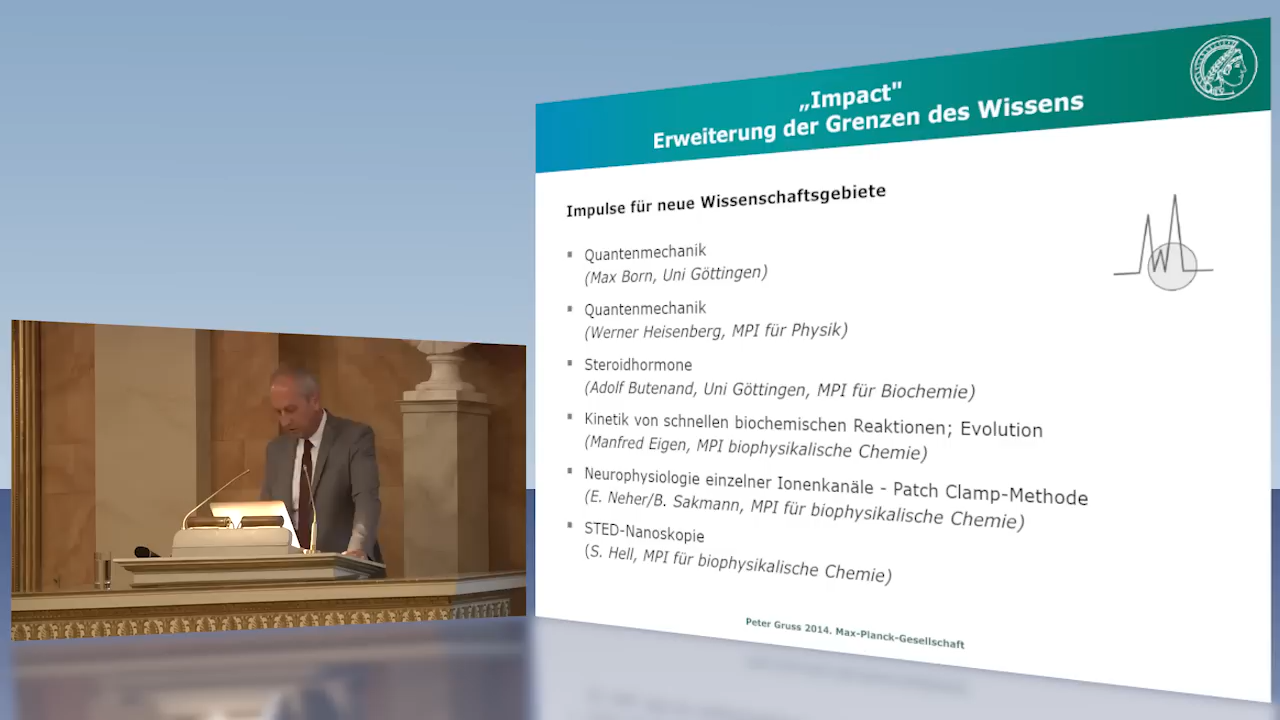 „Impact"
Erweiterung der Grenzen des Wissens
Impulse für neue Wissenschaftsgebiete
▪ Quantenmechanik
(Max Born, Uni Göttingen)
▪ Quantenmechanik
(Werner Heisenberg, MPI für Physik)
▪ Steroidhormone
(Adolf Butenand, Uni Göttingen, MPI für Biochemie)
▪ Kinetik von schnellen biochemischen Reaktionen; Evolution
(Manfred Eigen, MPI biophysikalische Chemie)
▪ Neurophysiologie einzelner Ionenkanäle - Patch Clamp-Methode
(E. Neher/B. Sakmann, MPI für biophysikalische Chemie)
▪ STED-Nanoskopie
(S. Hell, MPI für biophysikalische Chemie)
Peter Gruss 2014. Max-Planck-Gesellschaft